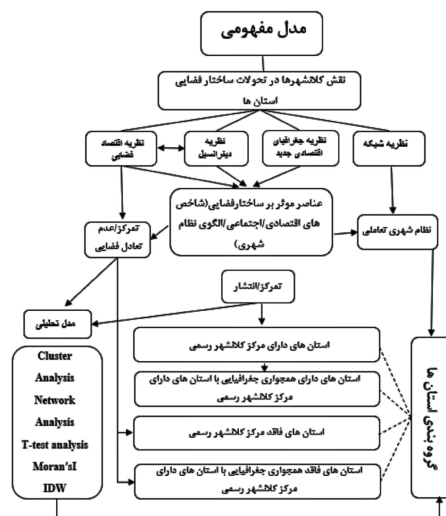 مدل مفهومی
نقش کلانشهرها در تحولات ساختار فضایی
استان ها
نظریه شبکه
نظریه جغرافیای
اقتصادی جدید
نظریه
دیفرانسیل
نظریه اقتصاد
فضایی
عناصر موثر بر ساختارفضایی(شاخص
های اقتصادی/اجتماعی/الگوی نظام
شهری)
نظام شهری تعاملی
تمرکز/عدم
تعادل فضایی
تمرکز/انتشار
مدل تحلیلی
استان های دارای مرکز کلانشهر رسمی
استان های دارای همجواری جغرافیایی با استان های دارای
مرکز کلانشهر رسمی
استان های فاقد مرکز کلانشهر رسمی
استان های فاقد همجواری جغرافیایی با استان های دارای
مرکز کلانشهر رسمی
گروه بندی استان ها
Cluster
Analysis
Network
Analysis
T-test analysis
Moran'sI
IDW